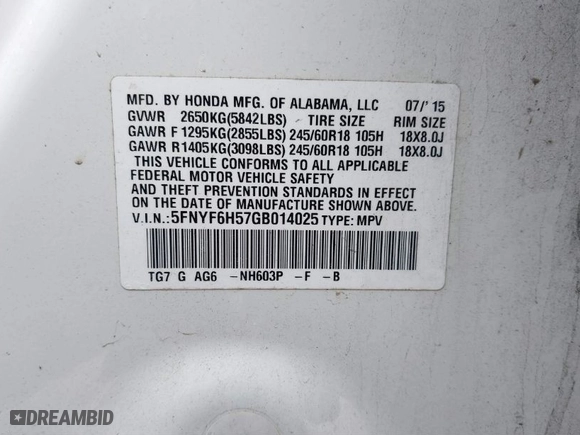 MFD. BY HONDA MFG. OF ALABAMA, LLC 07/'15
GVWR 2650KG(5842LBS) TIRE SIZE RIM SIZE
GAWR F 1295KG(2855LBS) 245/60R18 105H 18X8.0J
GAWR R 1405KG(3098LBS) 245/60R18 105H 18X8.0J
THIS VEHICLE CONFORMS TO ALL APPLICABLE
FEDERAL MOTOR VEHICLE SAFETY
AND THEFT PREVENTION STANDARDS IN EFFECT
ON THE DATE OF MANUFACTURE SHOWN ABOVE.
V.I.N.: 5FNYF6H57GB014025 TYPE: MPV
TG7 G AG6 -NH603P -F -B
DREAMBID